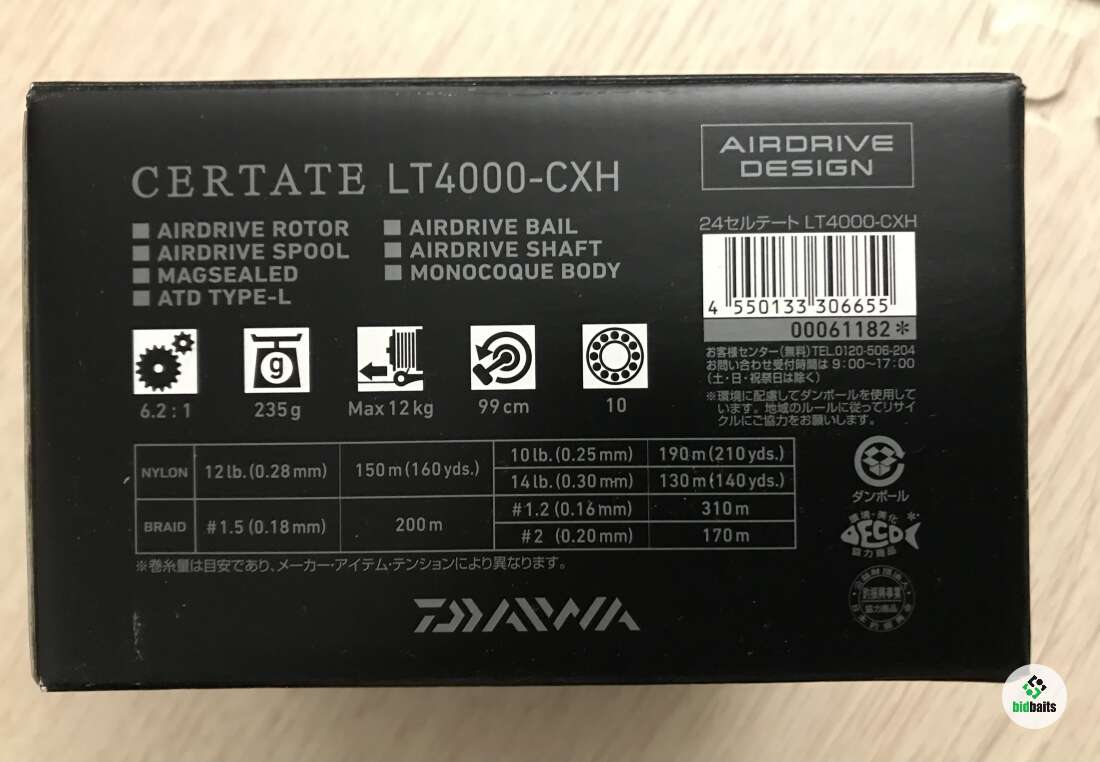 CERTATE LT4000-CXH
AIRDRIVE ROTOR
AIRDRIVE SPOOL
MAGSEALED
ATD TYPE-L
AIRDRIVE BAIL
AIRDRIVE SHAFT
MONOCOQUE BODY
AIRDRIVE
DESIGN
24セルテート LT4000-CXH
4 550133 306655
00061182*
お客様センター(無料)TEL.0120-506-204
お問い合わせ受付時間は 9:00〜17:00
(土・日・祝祭日は除く)
※環境に配慮してダンボールを使用して
います。地域のルールに従ってリサイ
クルにご協力をお願いします。
g
6.2:1
235g
Max 12kg
99cm
10
NYLON 12lb.(0.28mm) 150m(160yds.)
10lb.(0.25mm) 190m(210yds.)
14lb.(0.30mm) 130m(140yds.)
BRAID #1.5(0.18mm) 200m
#1.2(0.16mm) 310m
#2 (0.20mm) 170m
※巻糸量は目安であり、メーカー・アイテム・テンションにより異なります。
ダンボール
環境・美化
ECO
協力商品
DAIWA
bidbaits